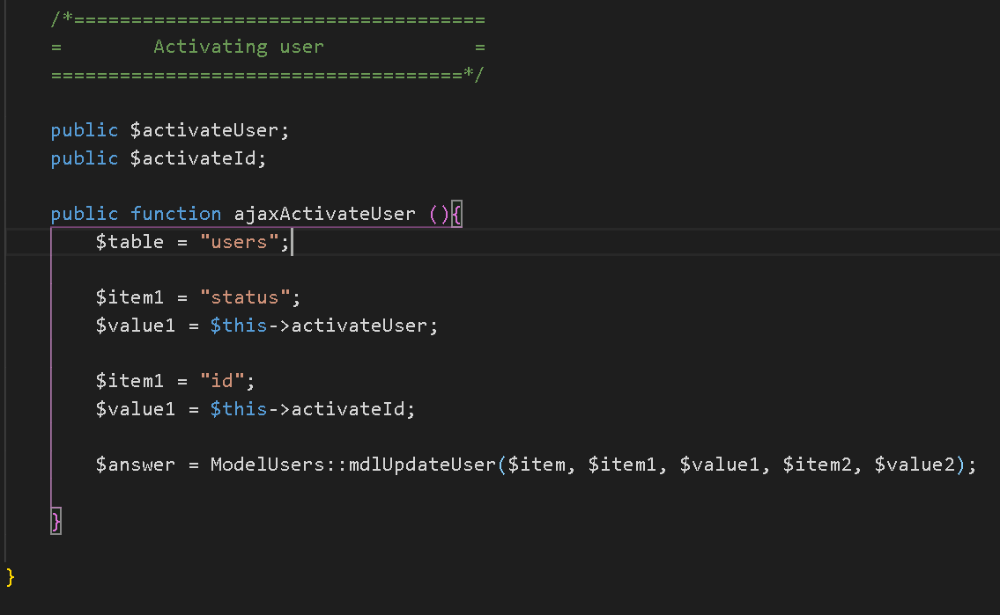 /*====================================
=        Activating user             =
====================================*/
public $activateUser;
public $activateId;
public function ajaxActivateUser (){
$table = "users";
$item1 = "status";
$value1 = $this->activateUser;
$item1 = "id";
$value1 = $this->activateId;
$answer = ModelUsers::mdlUpdateUser($item, $item1, $value1, $item2, $value2);
}
}